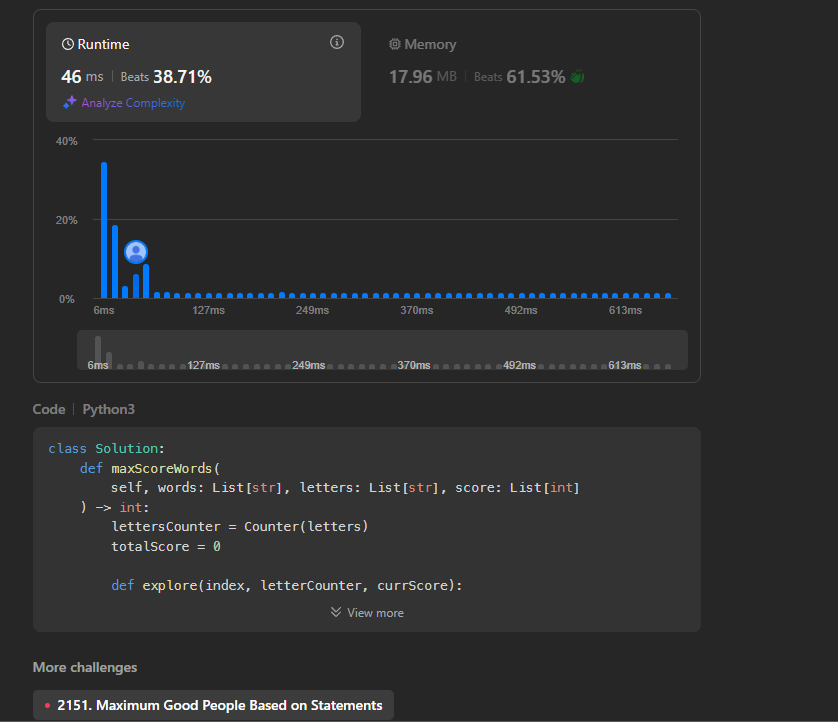 Runtime
Memory
46 ms | Beats 38.71%
17.96 MB | Beats 61.53%
Analyze Complexity
40%
20%
0%
6ms 127ms 249ms 370ms 492ms 613ms
6ms 127ms 249ms 370ms 492ms 613ms
Code | Python3
class Solution:
    def maxScoreWords(
        self, words: List[str], letters: List[str], score: List[int]
    ) -> int:
        lettersCounter = Counter(letters)
        totalScore = 0
        def explore(index, letterCounter, currScore):
View more
More challenges
2151. Maximum Good People Based on Statements